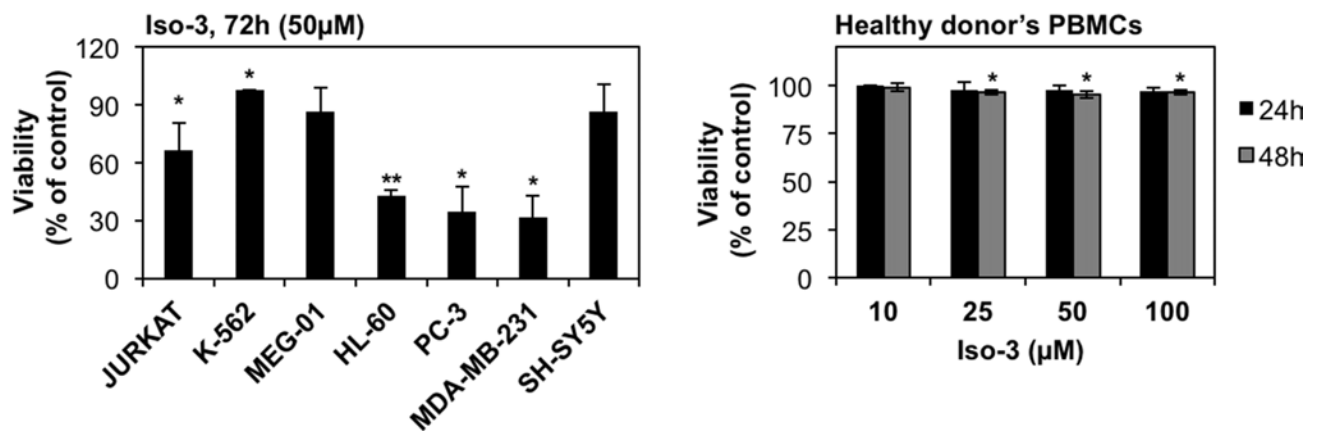 Iso-3, 72h (50µM)
Viability
(% of control)
120
90
60
30
0
*
*
**
*
*
JURKAT
K-562
MEG-01
HL-60
PC-3
MDA-MB-231
SH-SY5Y
Healthy donor's PBMCs
Viability
(% of control)
100
75
50
25
0
*
*
*
10 25 50 100
Iso-3 (µM)
24h
48h